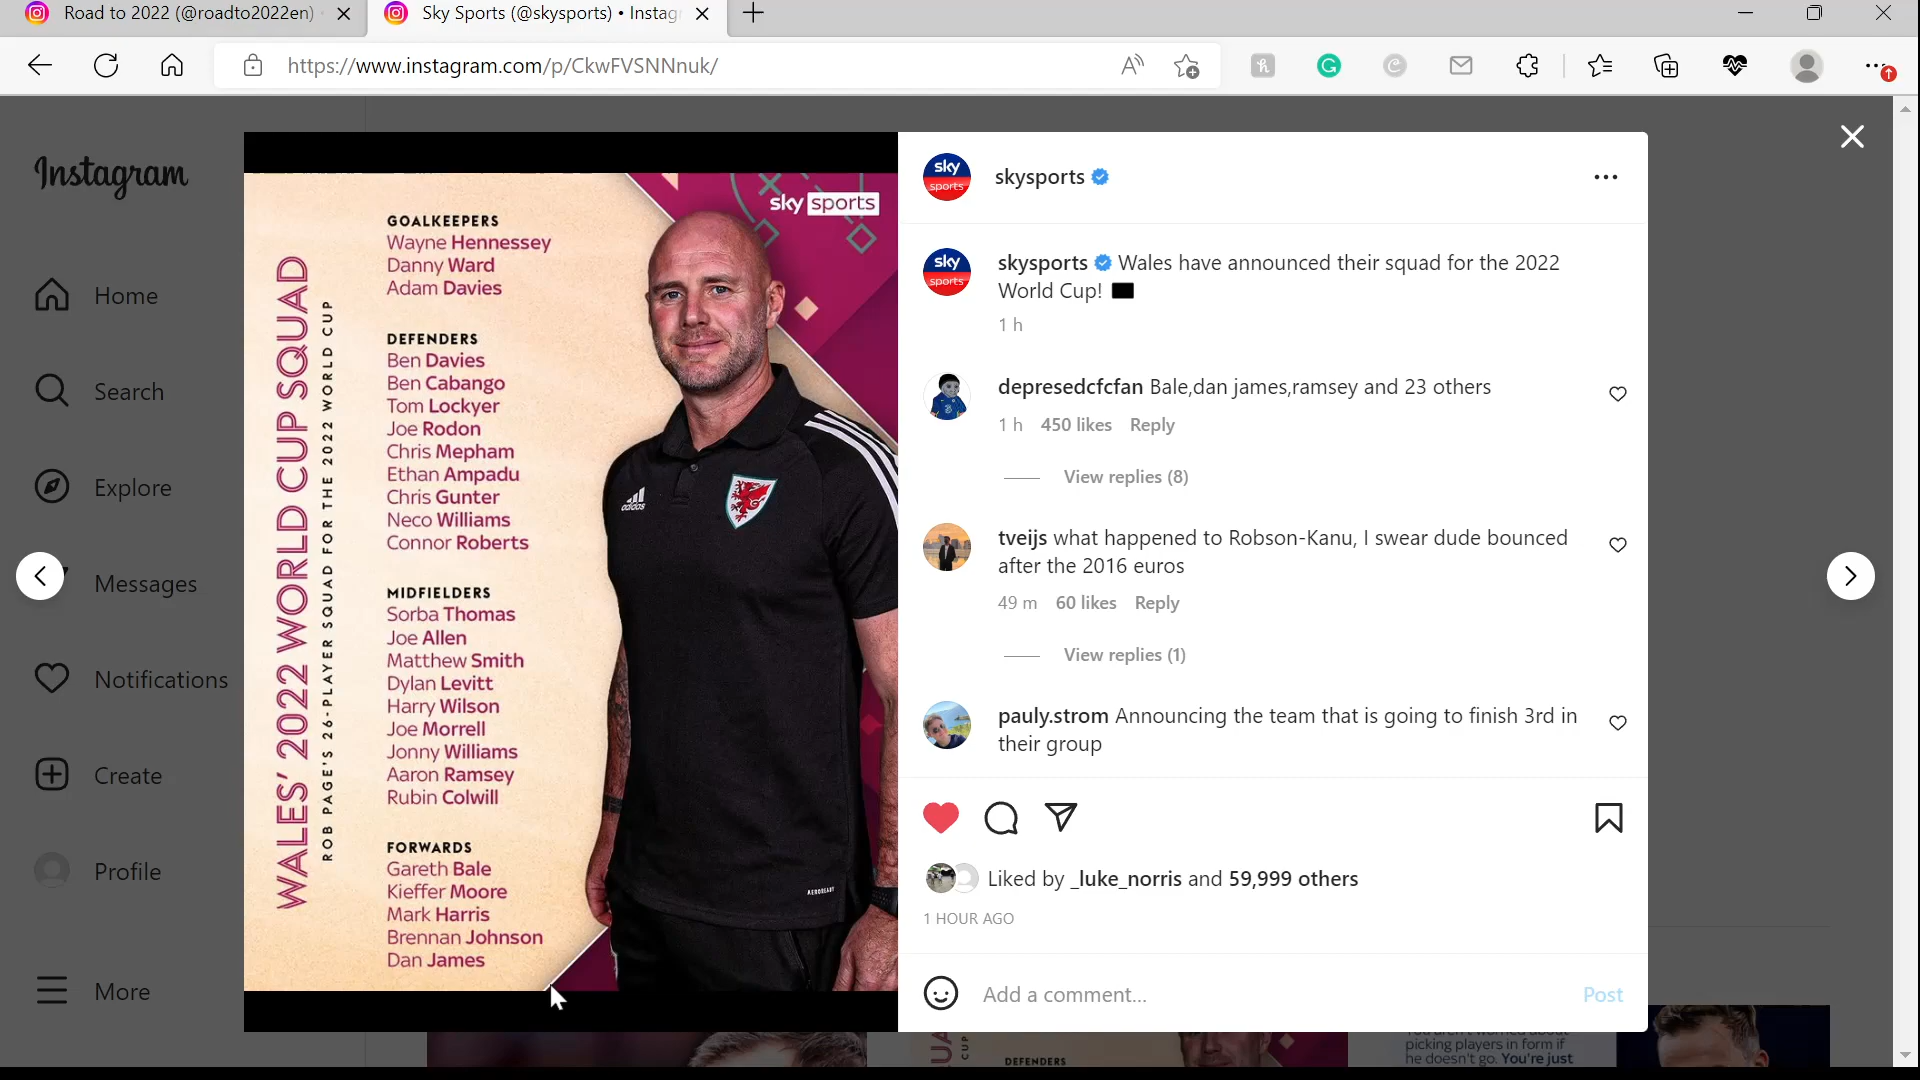 Road to 2022 (@roadto2022en)
Sky Sports (@skysports) • Instag
https://www.instagram.com/p/CkwFVSNNnuk/
Instagram
Home
Search
Explore
Messages
Notifications
Create
Profile
More
sky sports
WALES' 2022 WORLD CUP SQUAD
ROB PAGE'S 26-PLAYER SQUAD FOR THE 2022 WORLD CUP
GOALKEEPERS
Wayne Hennessey
Danny Ward
Adam Davies
DEFENDERS
Ben Davies
Ben Cabango
Tom Lockyer
Joe Rodon
Chris Mepham
Ethan Ampadu
Chris Gunter
Neco Williams
Connor Roberts
MIDFIELDERS
Sorba Thomas
Joe Allen
Matthew Smith
Dylan Levitt
Harry Wilson
Joe Morrell
Jonny Williams
Aaron Ramsey
Rubin Colwill
FORWARDS
Gareth Bale
Kieffer Moore
Mark Harris
Brennan Johnson
Dan James
adidas
AEROREADY
sky
sports
skysports
sky
sports
skysports Wales have announced their squad for the 2022
World Cup!
1 h
depresedcfcfan Bale,dan james,ramsey and 23 others
1 h 450 likes Reply
View replies (8)
tveijs what happened to Robson-Kanu, I swear dude bounced
after the 2016 euros
49 m 60 likes Reply
View replies (1)
pauly.strom Announcing the team that is going to finish 3rd in
their group
Liked by _luke_norris and 59,999 others
1 HOUR AGO
Add a comment...
Post
DEFENDERS
picking players in form if
he doesn't go. You're just